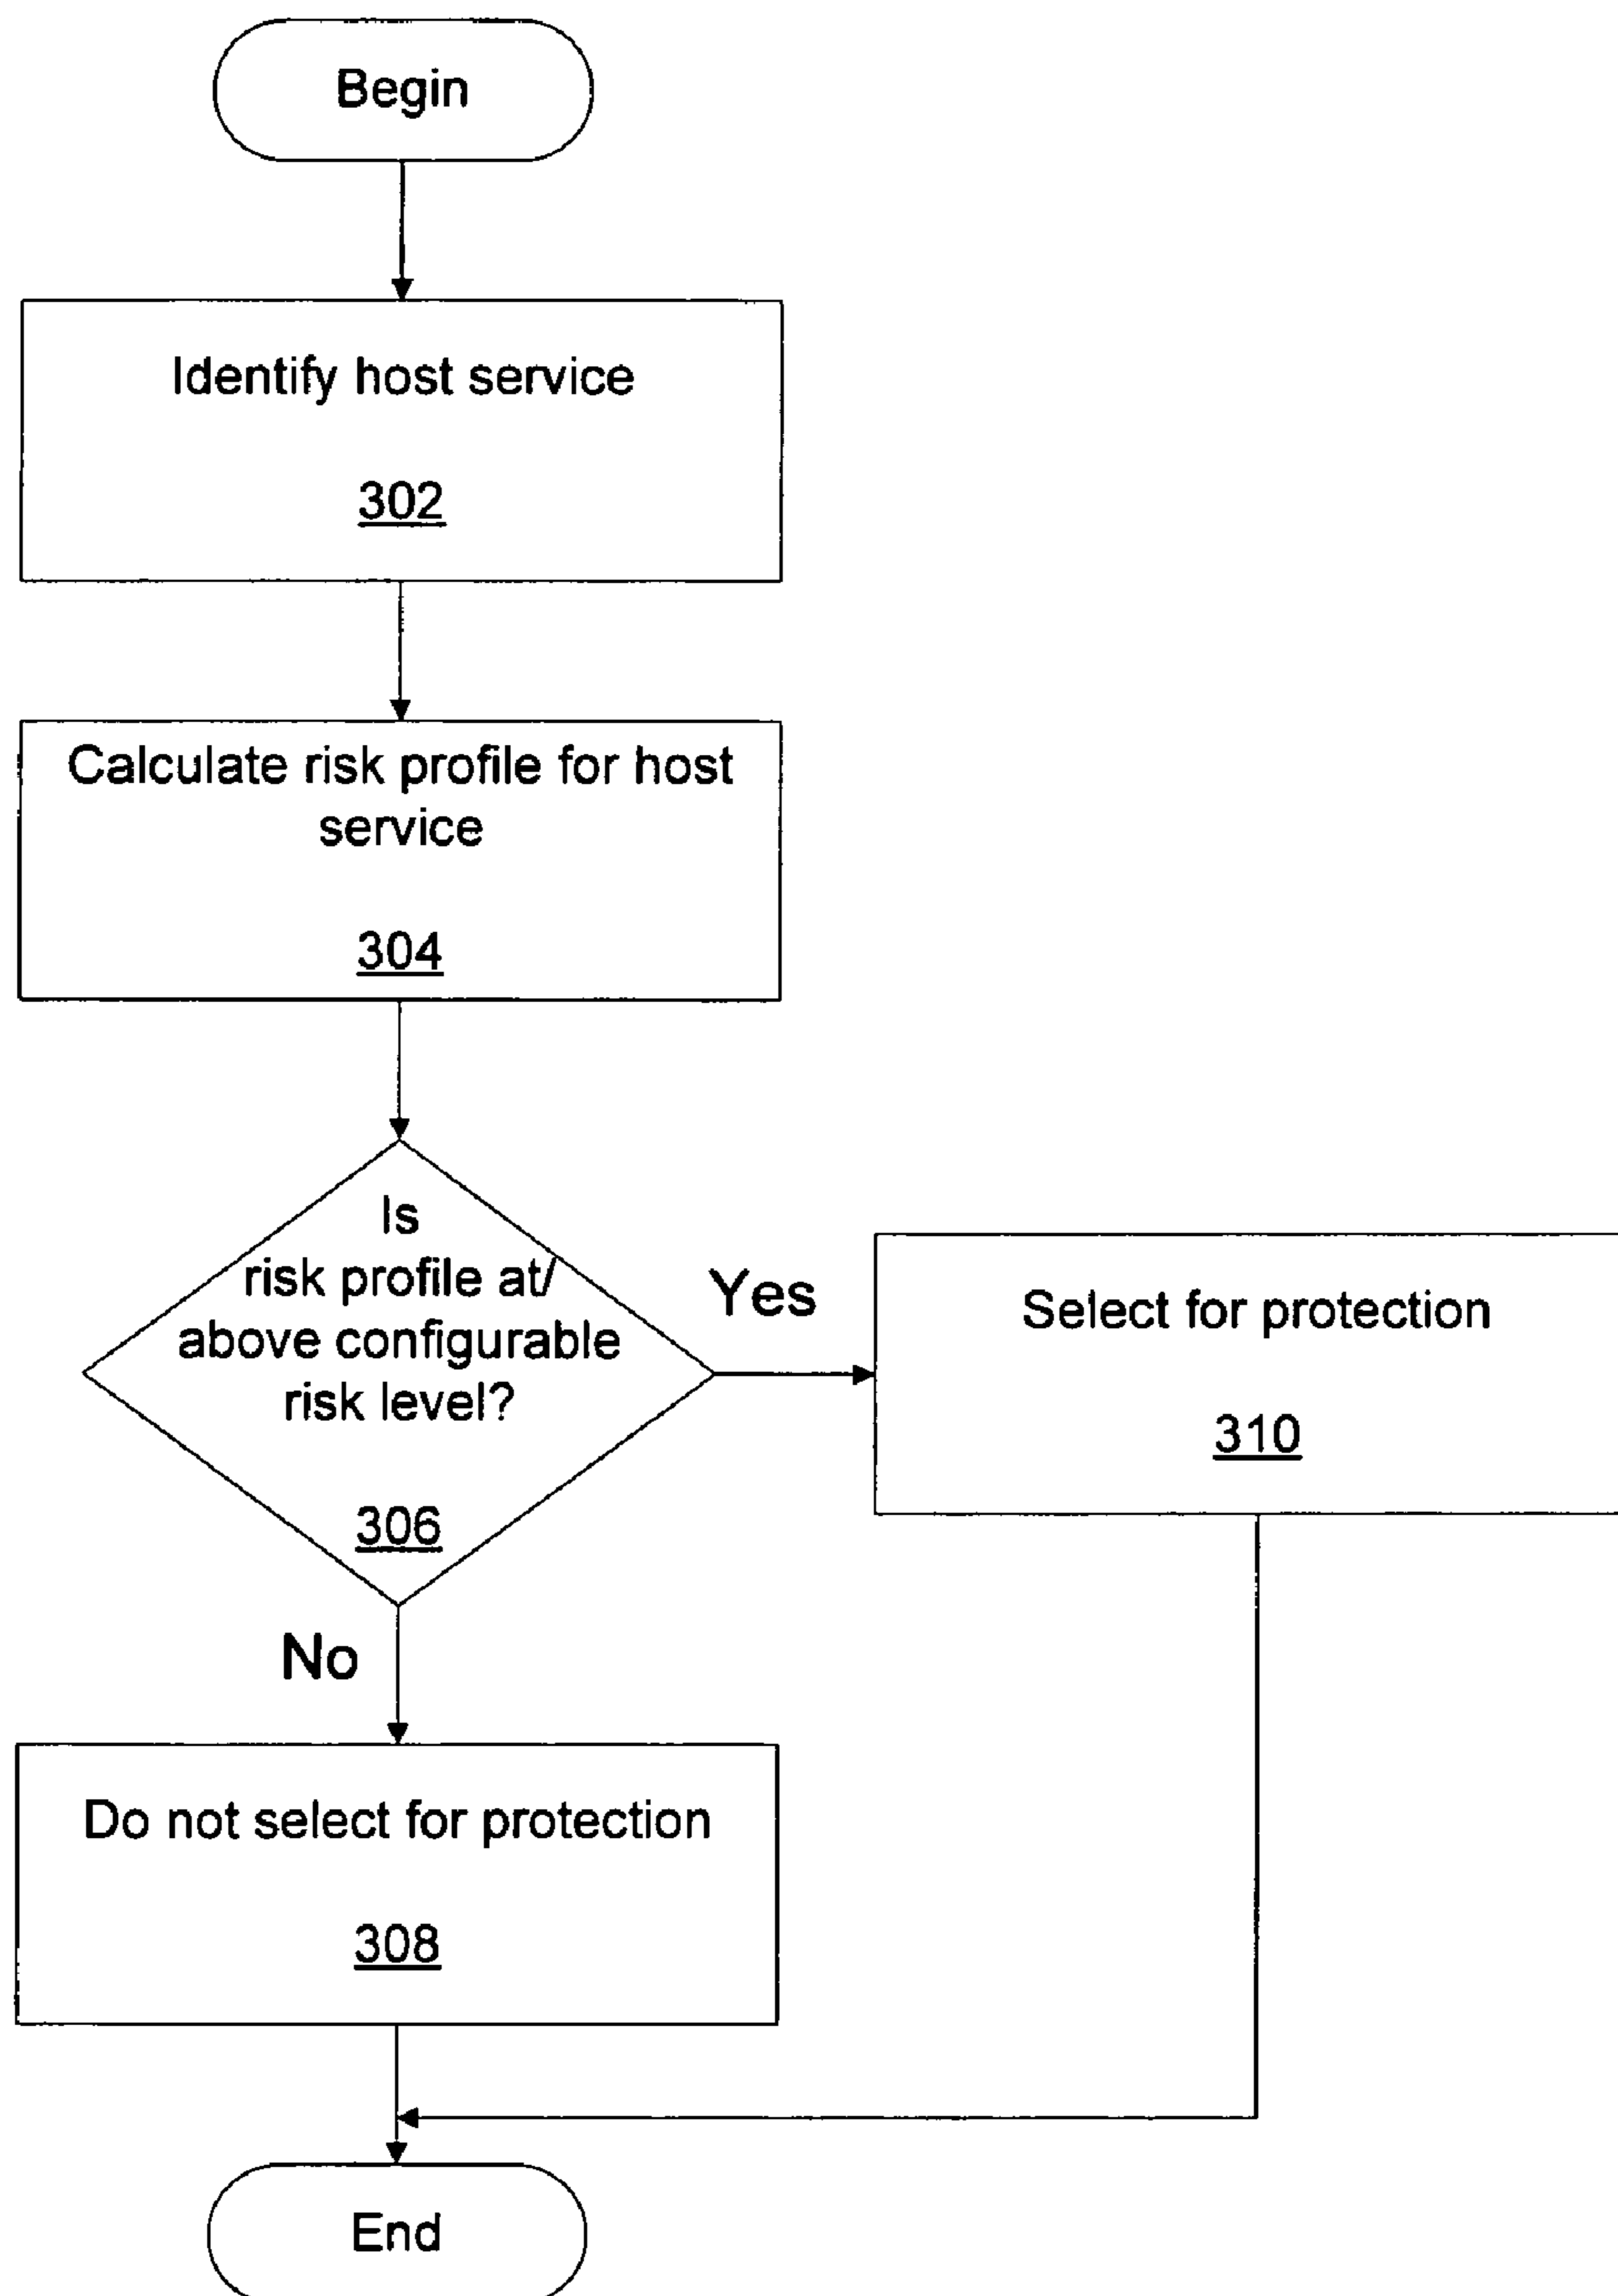 Begin
Identify host service
302
Calculate risk profile for host
service
304
Is
risk profile at/
above configurable
risk level?
306
Yes
Select for protection
310
No
Do not select for protection
308
End